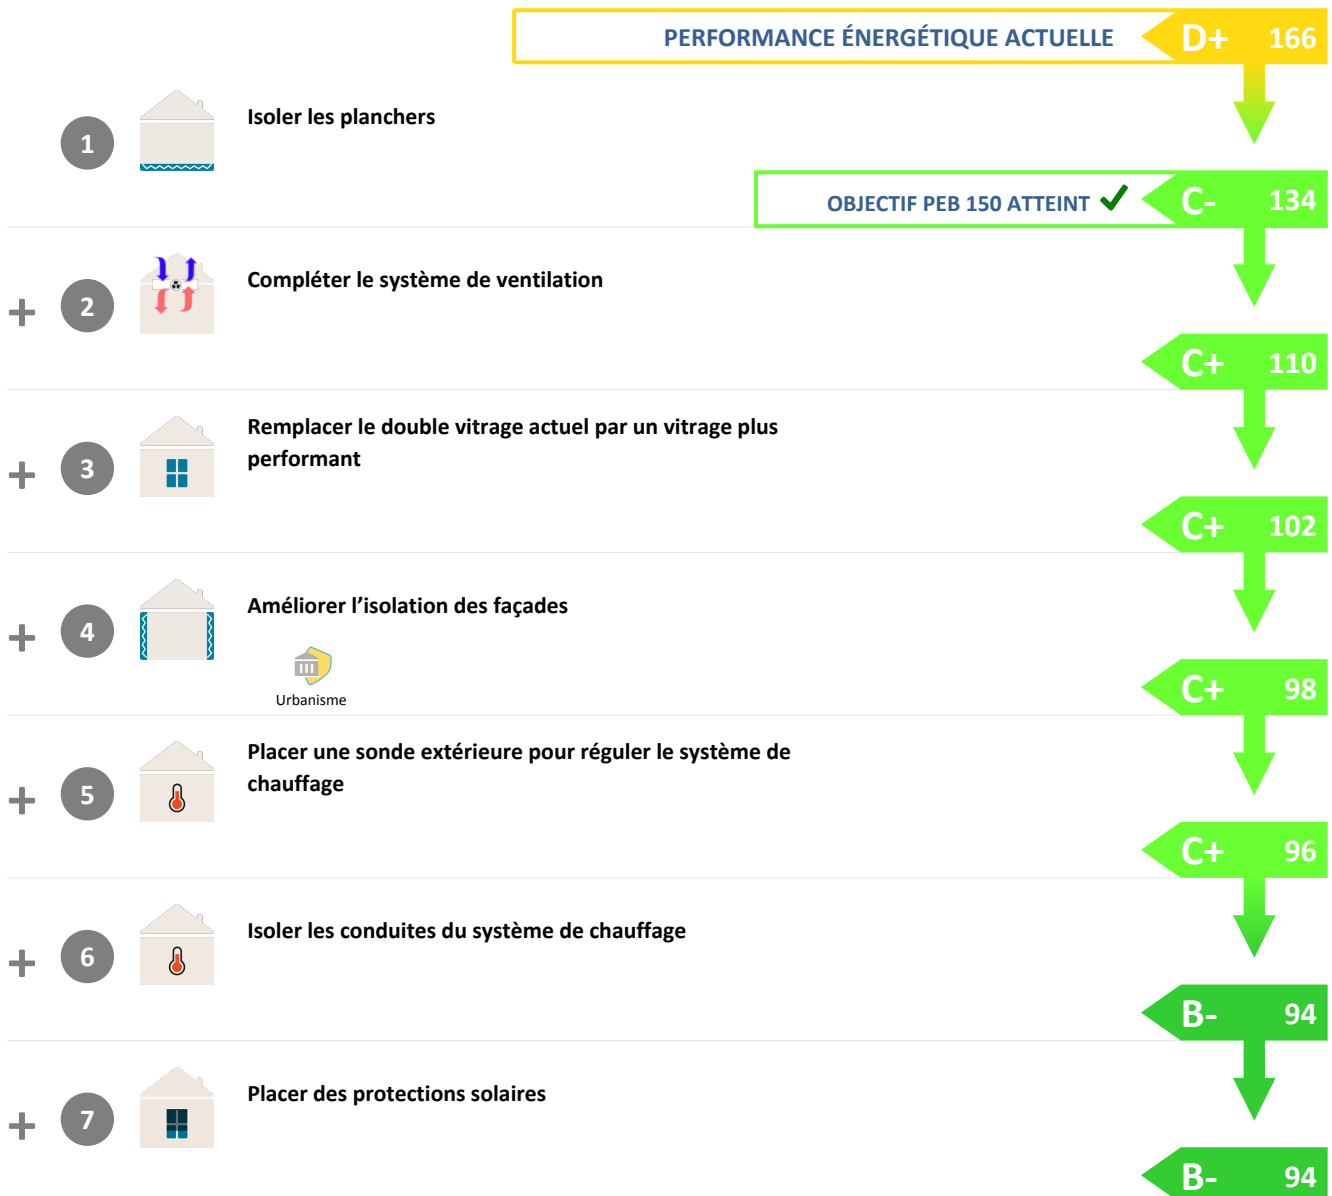 PERFORMANCE ÉNERGÉTIQUE ACTUELLE D+ 166
1 Isoler les planchers
OBJECTIF PEB 150 ATTEINT ✔ C- 134
+ 2 Compléter le système de ventilation
C+ 110
+ 3 Remplacer le double vitrage actuel par un vitrage plus
performant
C+ 102
+ 4 Améliorer l’isolation des façades
Urbanisme
C+ 98
+ 5 Placer une sonde extérieure pour réguler le système de
chauffage
C+ 96
+ 6 Isoler les conduites du système de chauffage
B- 94
+ 7 Placer des protections solaires
B- 94